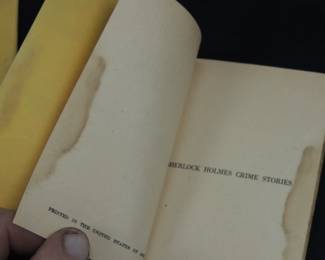 HERLOCK HOLMES CRIME STORIES
PRINTED IN THE UNITED STATES OF